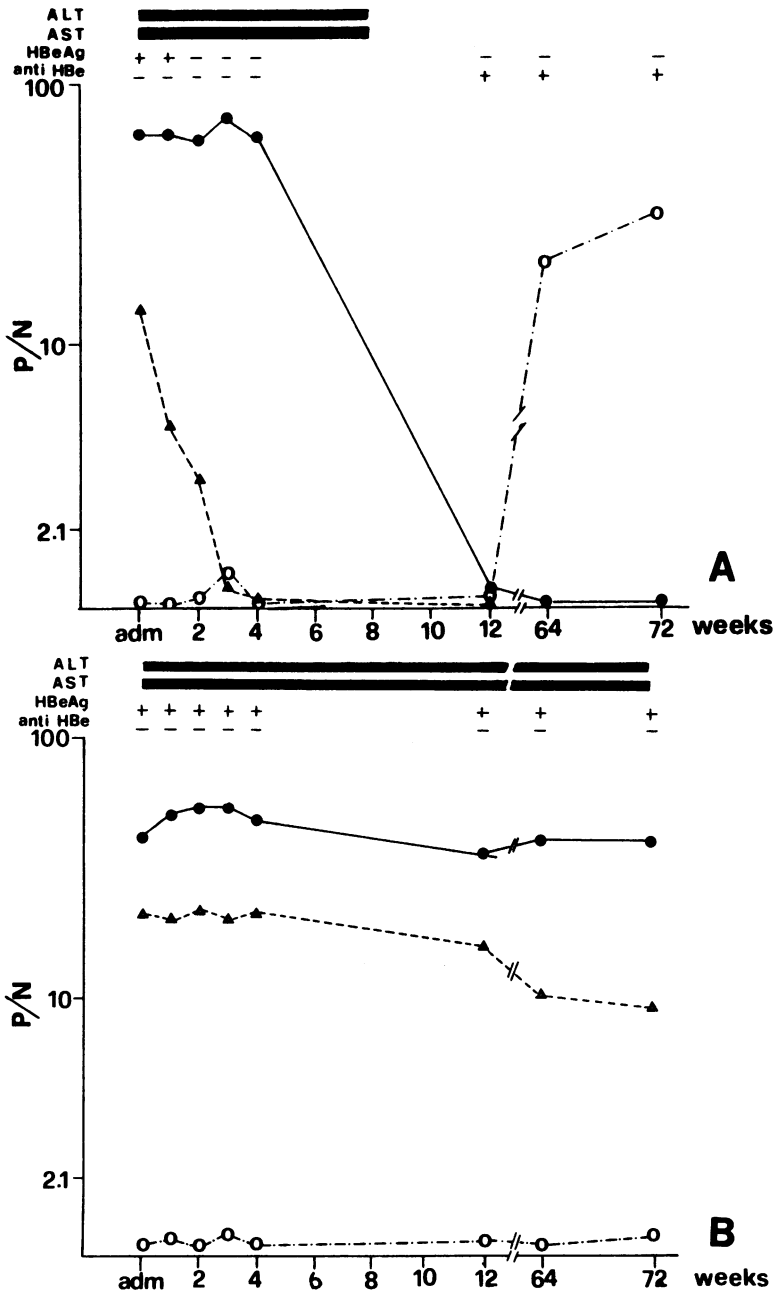 ALT
AST
HBeAg + + − − − − − −
anti HBe − − − − − + + +
100
10
P/N
2.1
A
adm 2 4 6 8 10 12 64 72 weeks
ALT
AST
HBeAg + + + + + + + +
anti HBe − − − − − − − −
100
10
P/N
2.1
B
adm 2 4 6 8 10 12 64 72 weeks